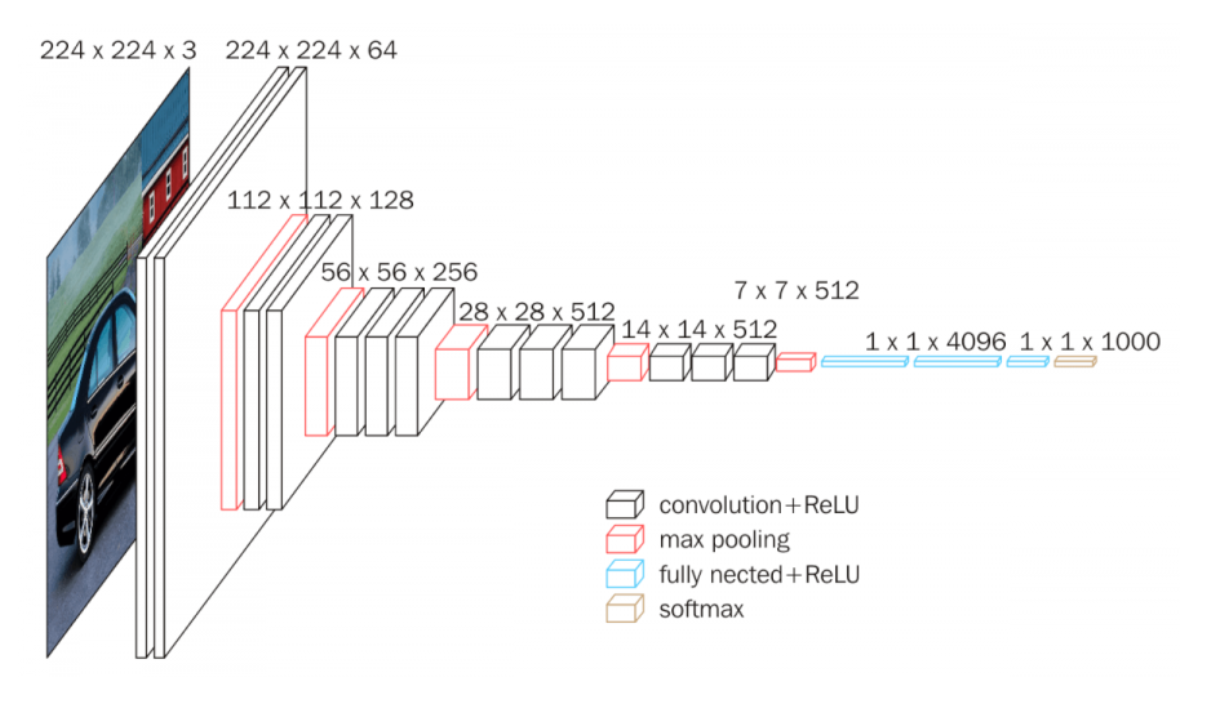 224 x 224 x 3
224 x 224 x 64
112 x 112 x 128
56 x 56 x 256
28 x 28 x 512
14 x 14 x 512
7 x 7 x 512
1 x 1 x 4096
1 x 1 x 1000
convolution+ReLU
max pooling
fully nected+ReLU
softmax